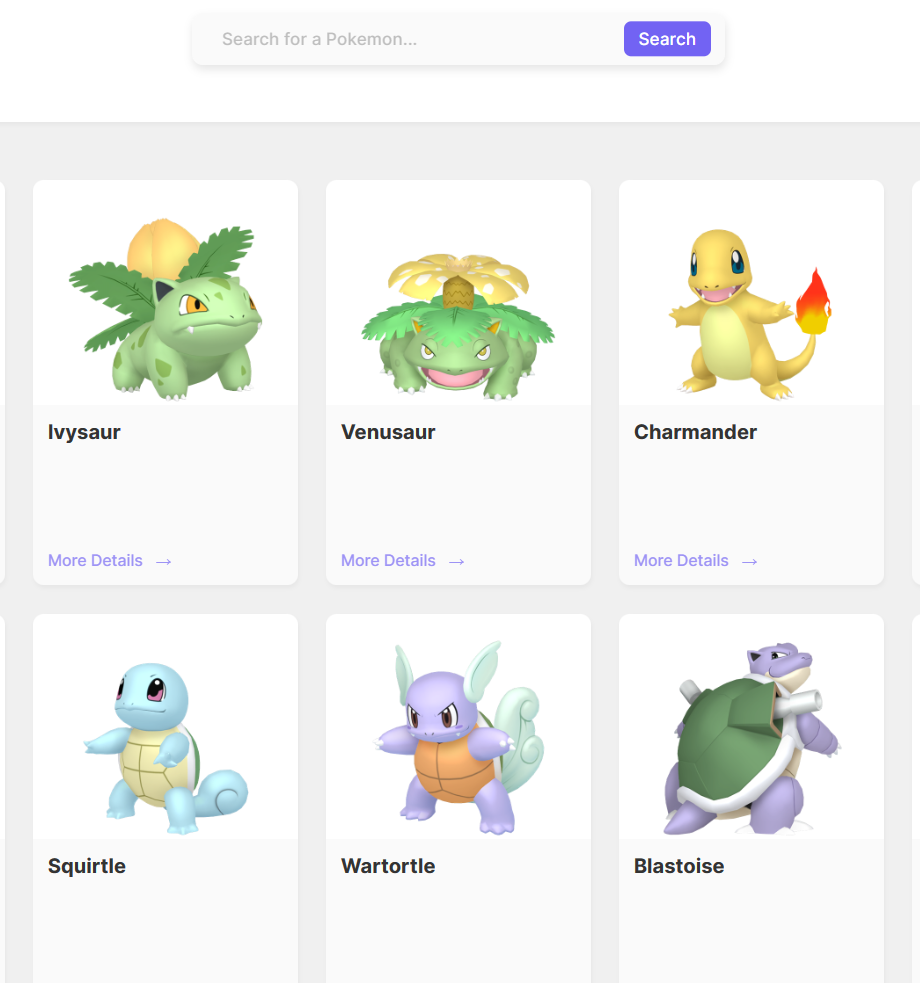 Search for a Pokemon...
Search
Ivysaur
Venusaur
Charmander
More Details →
More Details →
More Details →
Squirtle
Wartortle
Blastoise